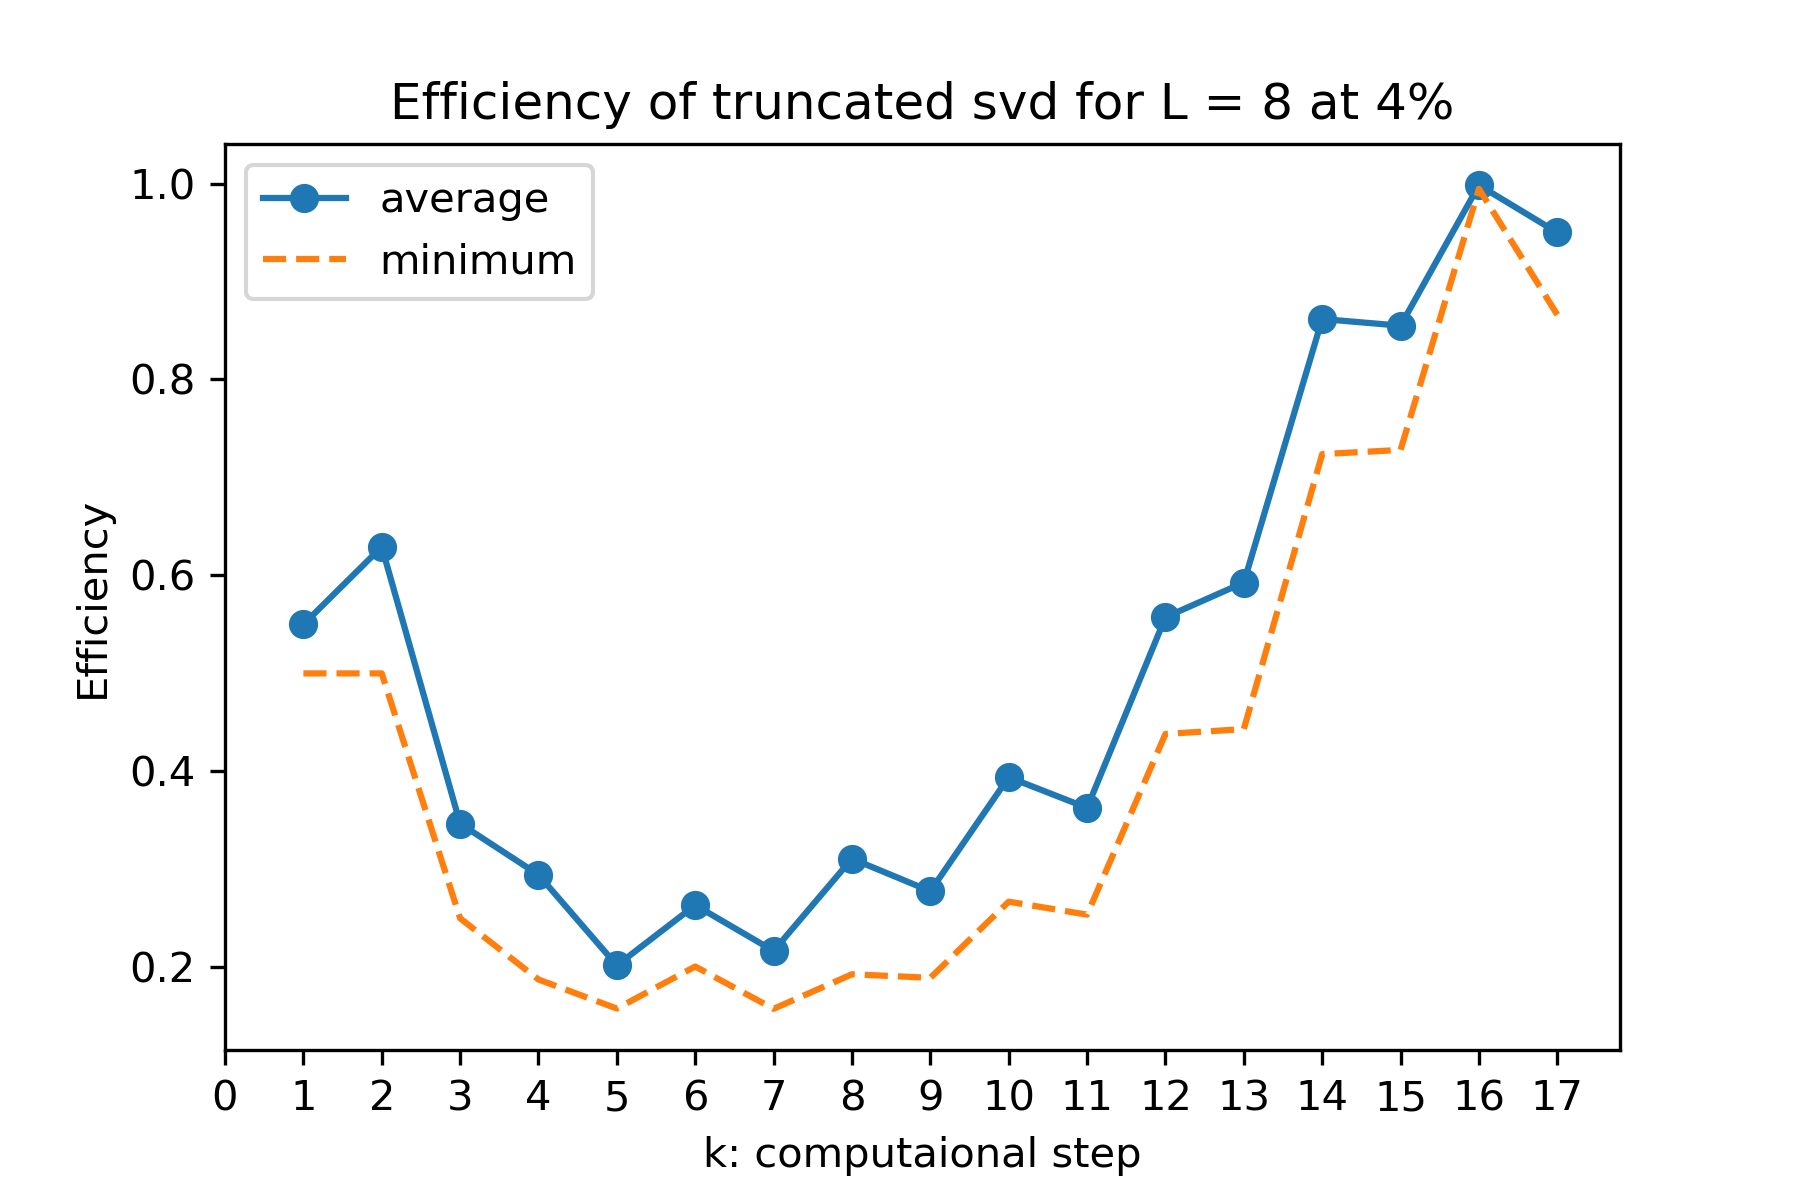 Efficiency of truncated svd for L = 8 at 4%
average
minimum
1.0
0.8
0.6
0.4
0.2
Efficiency
0 1 2 3 4 5 6 7 8 9 10 11 12 13 14 15 16 17
k: computaional step